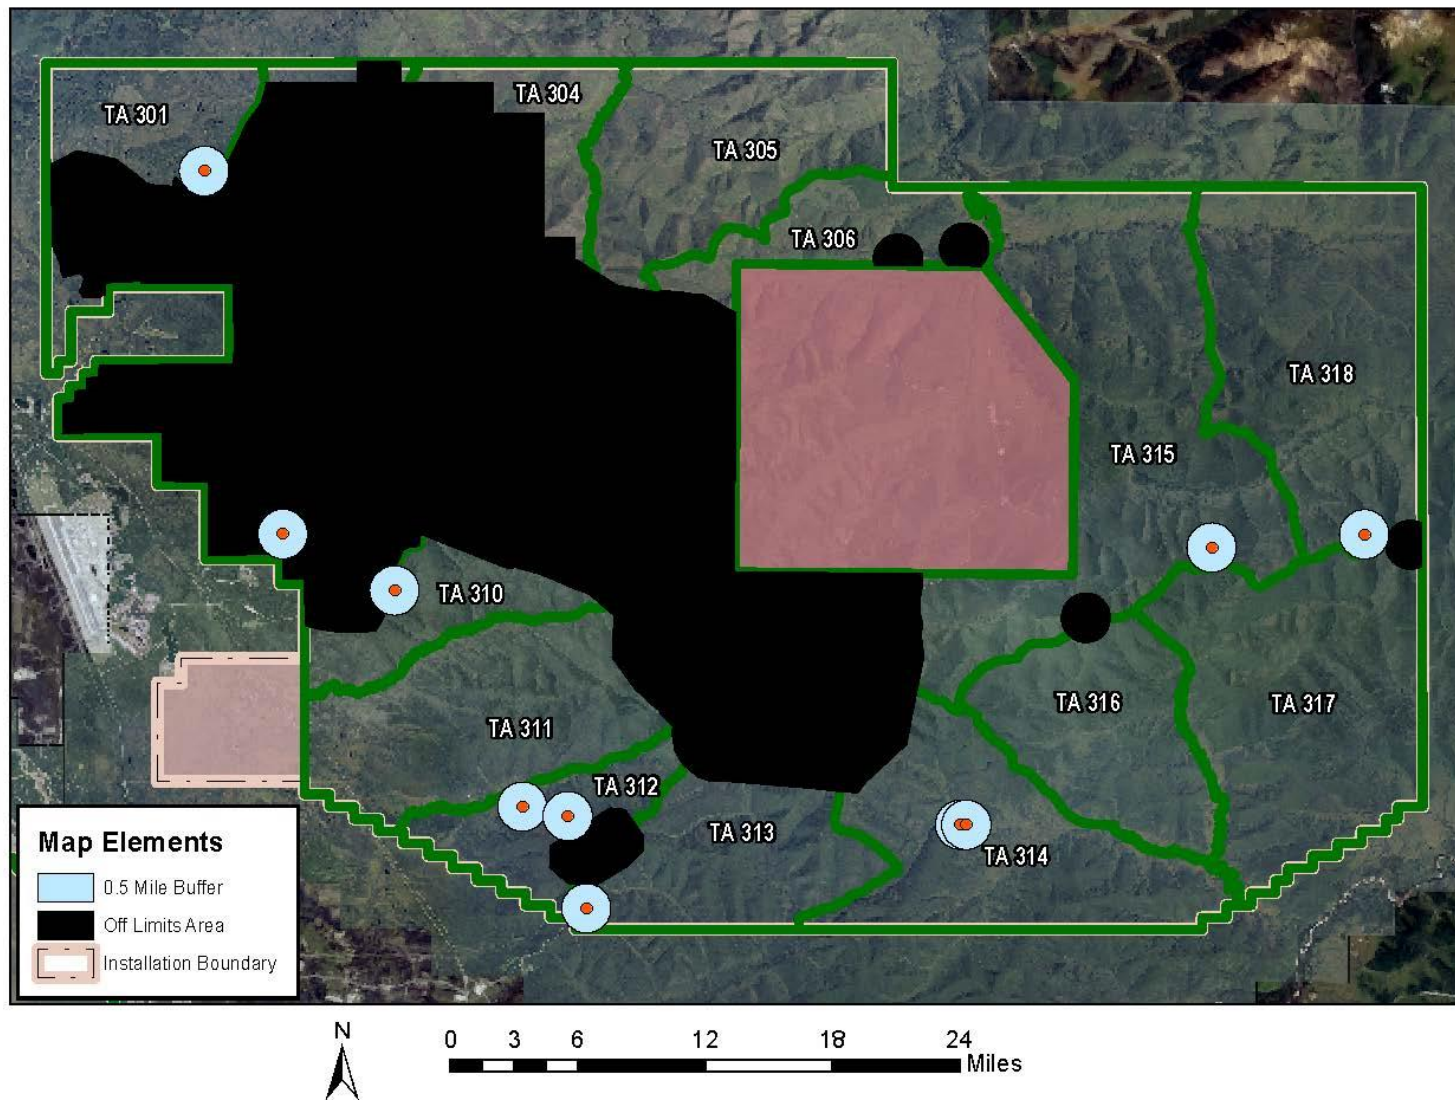 TA 301
TA 304
TA 305
TA 306
TA 318
TA 315
TA 310
TA 316
TA 317
TA 311
TA 312
TA 313
TA 314
Map Elements
0.5 Mile Buffer
Off Limits Area
Installation Boundary
N
0 3 6 12 18 24
Miles